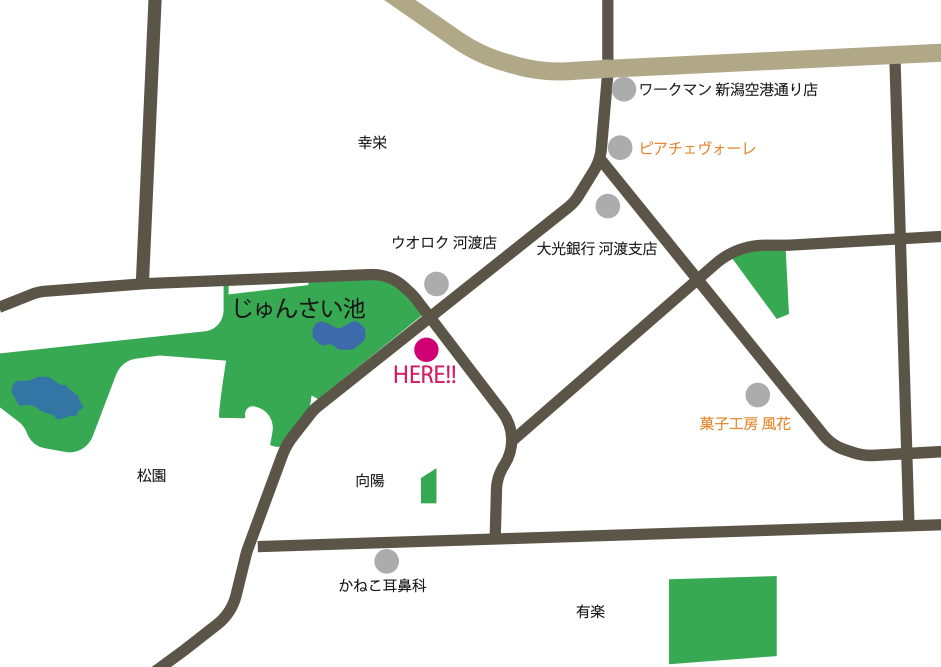 ワークマン 新潟空港通り店
幸栄
ピアチェヴォーレ
ウオロク 河渡店
大光銀行 河渡支店
じゅんさい池
HERE!!
菓子工房 風花
松園
向陽
かねこ耳鼻科
有楽